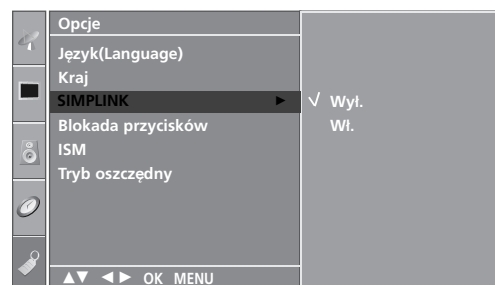 Opcje
Język(Language)
Kraj
SIMPLINK ►
Blokada przycisków
ISM
Tryb oszczędny
√ Wył.
Wł.
▲▼ ◄► OK MENU